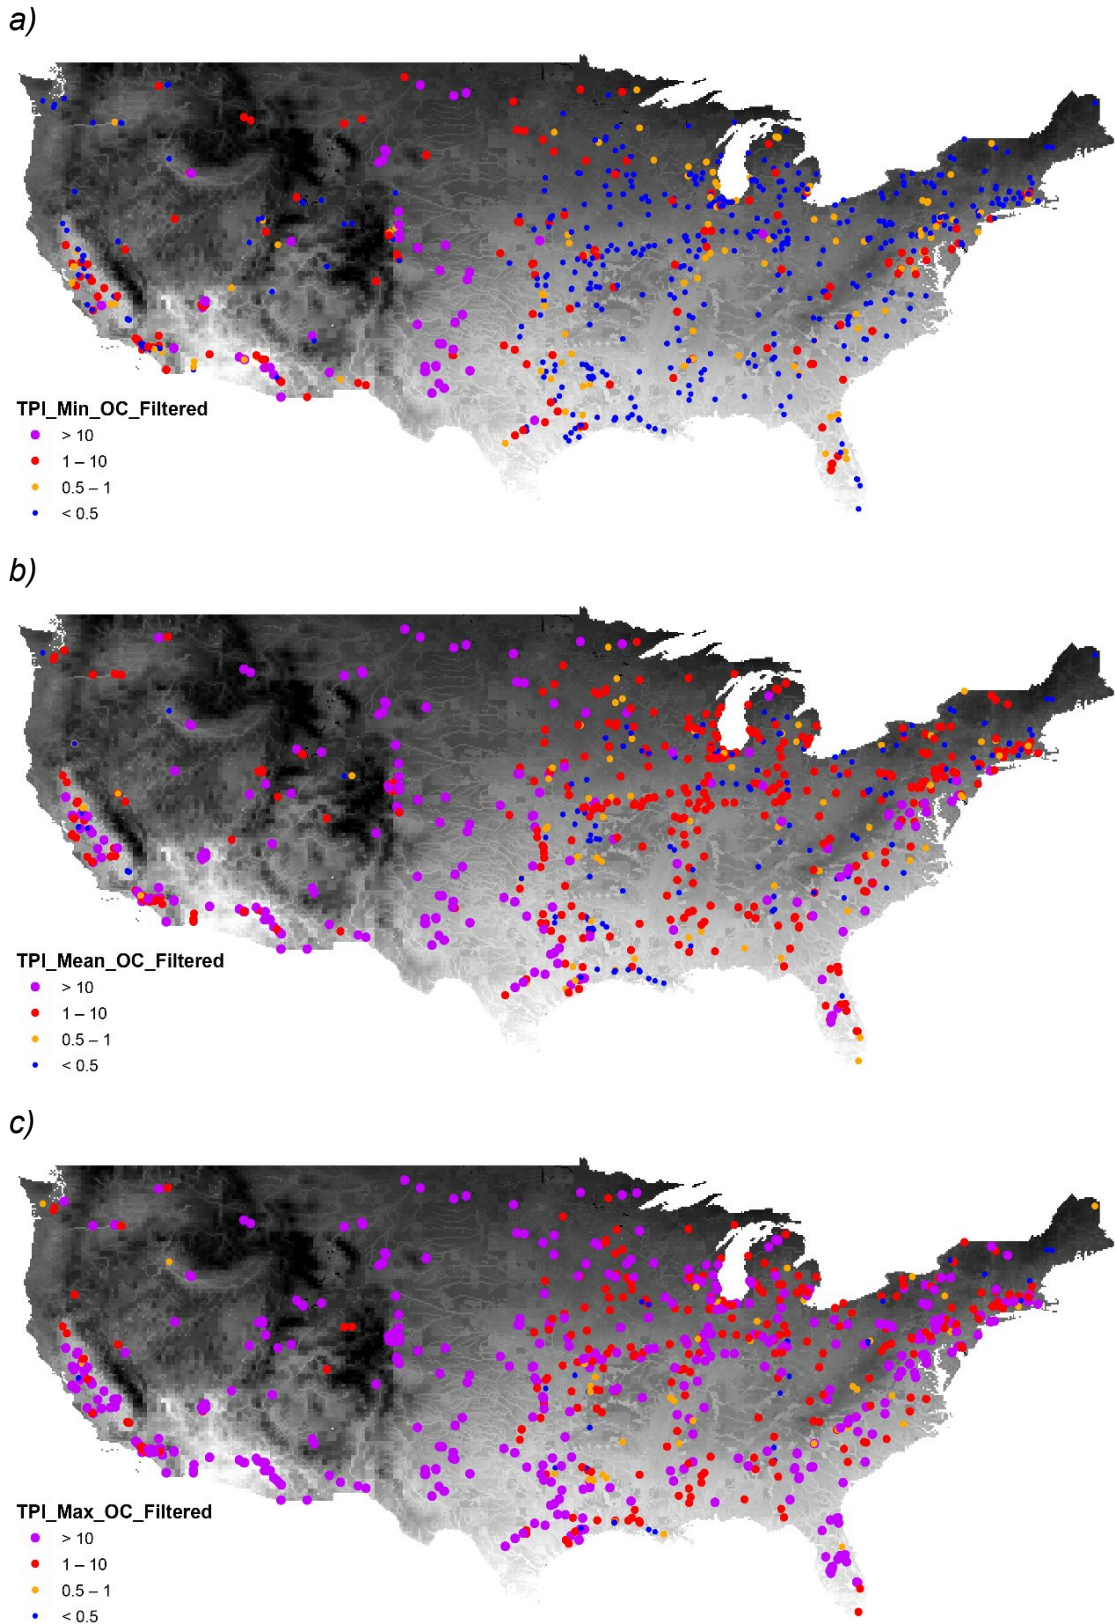 a)
TPI_Min_OC_Filtered
> 10
1 – 10
0.5 – 1
< 0.5
b)
TPI_Mean_OC_Filtered
> 10
1 – 10
0.5 – 1
< 0.5
c)
TPI_Max_OC_Filtered
> 10
1 – 10
0.5 – 1
< 0.5